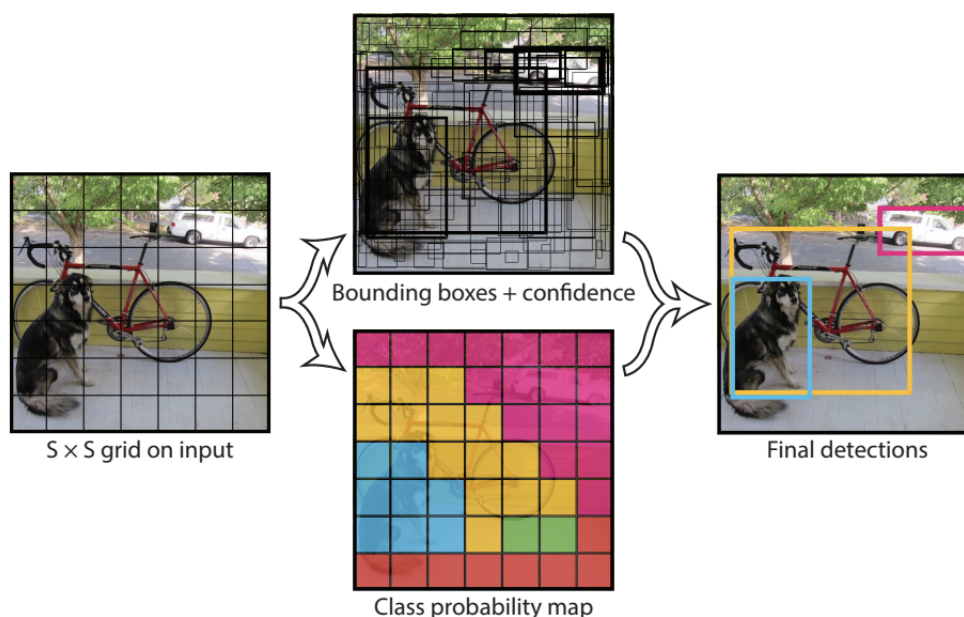 S × S grid on input
Bounding boxes + confidence
Class probability map
Final detections